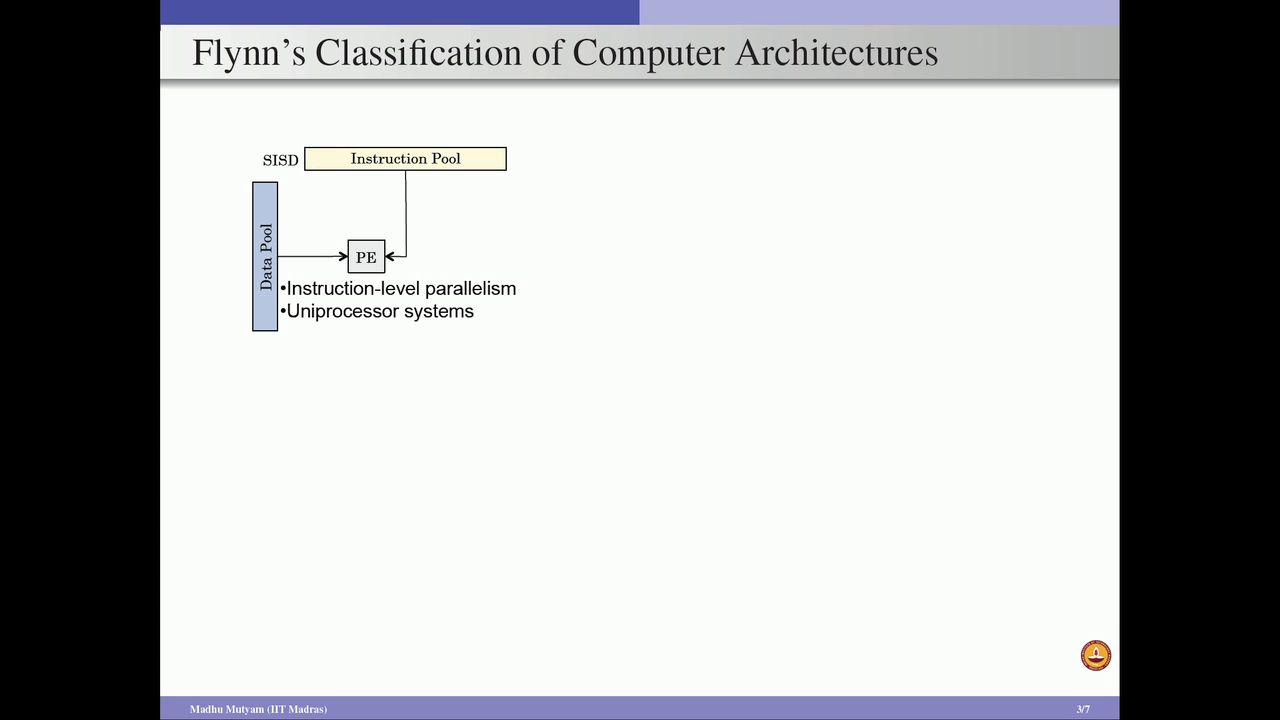 Flynn’s Classification of Computer Architectures
SISD
Instruction Pool
Data Pool
PE
•Instruction-level parallelism
•Uniprocessor systems
Madhu Mutyam (IIT Madras)
3/7